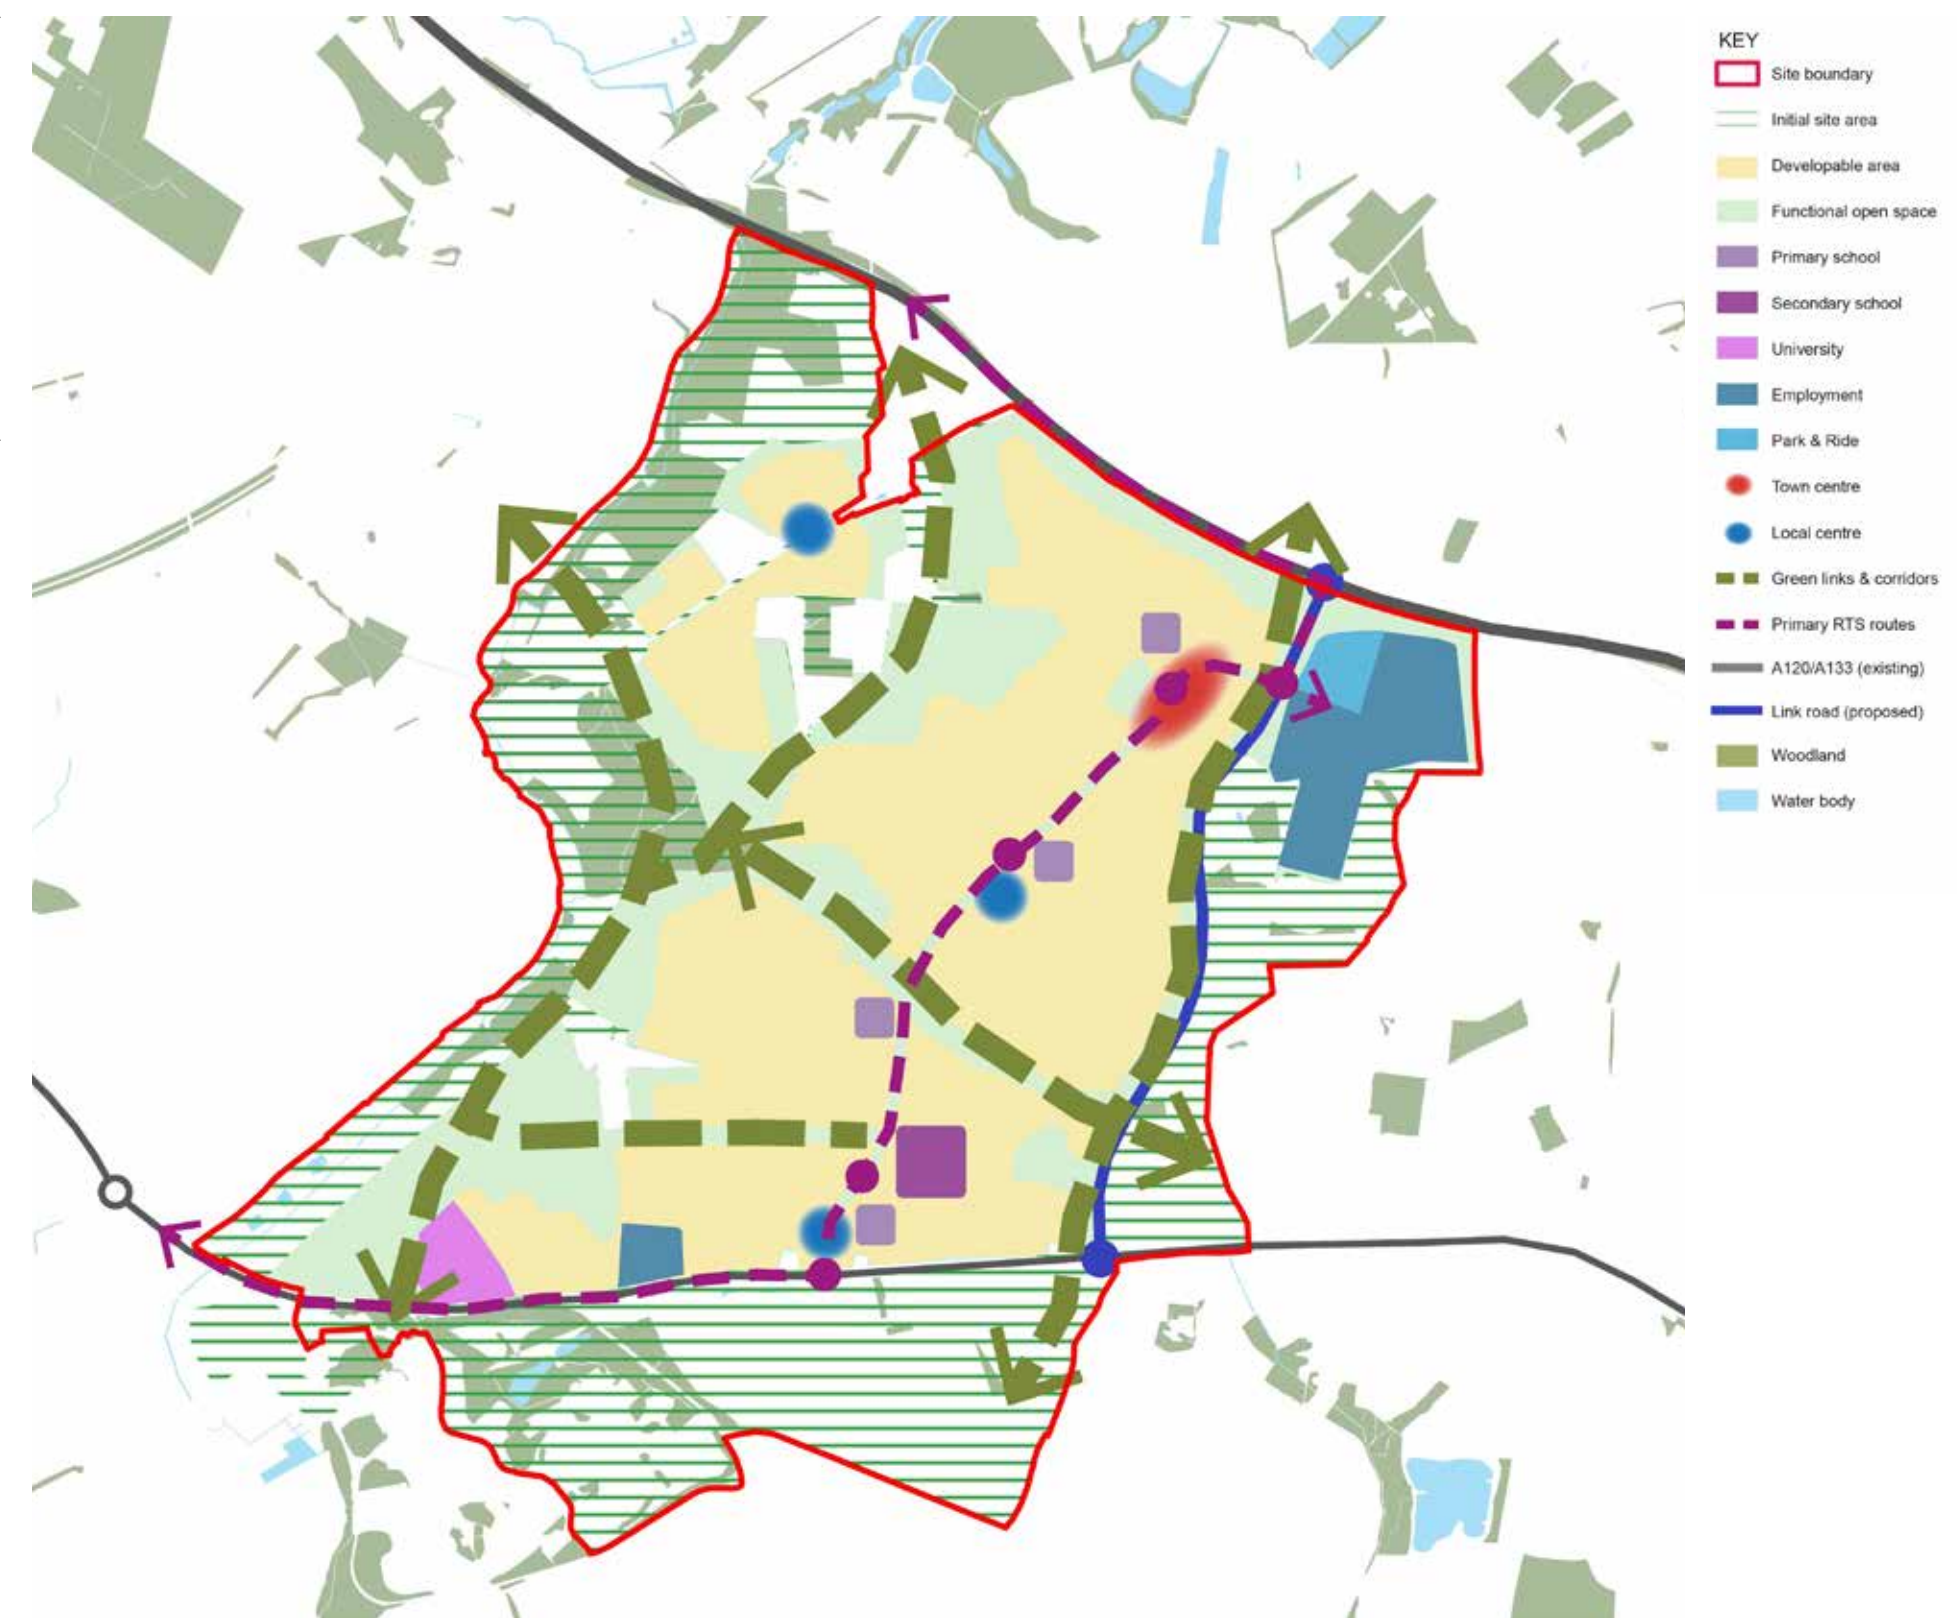 KEY
Site boundary
Initial site area
Developable area
Functional open space
Primary school
Secondary school
University
Employment
Park & Ride
Town centre
Local centre
Green links & corridors
Primary RTS routes
A120/A133 (existing)
Link road (proposed)
Woodland
Water body